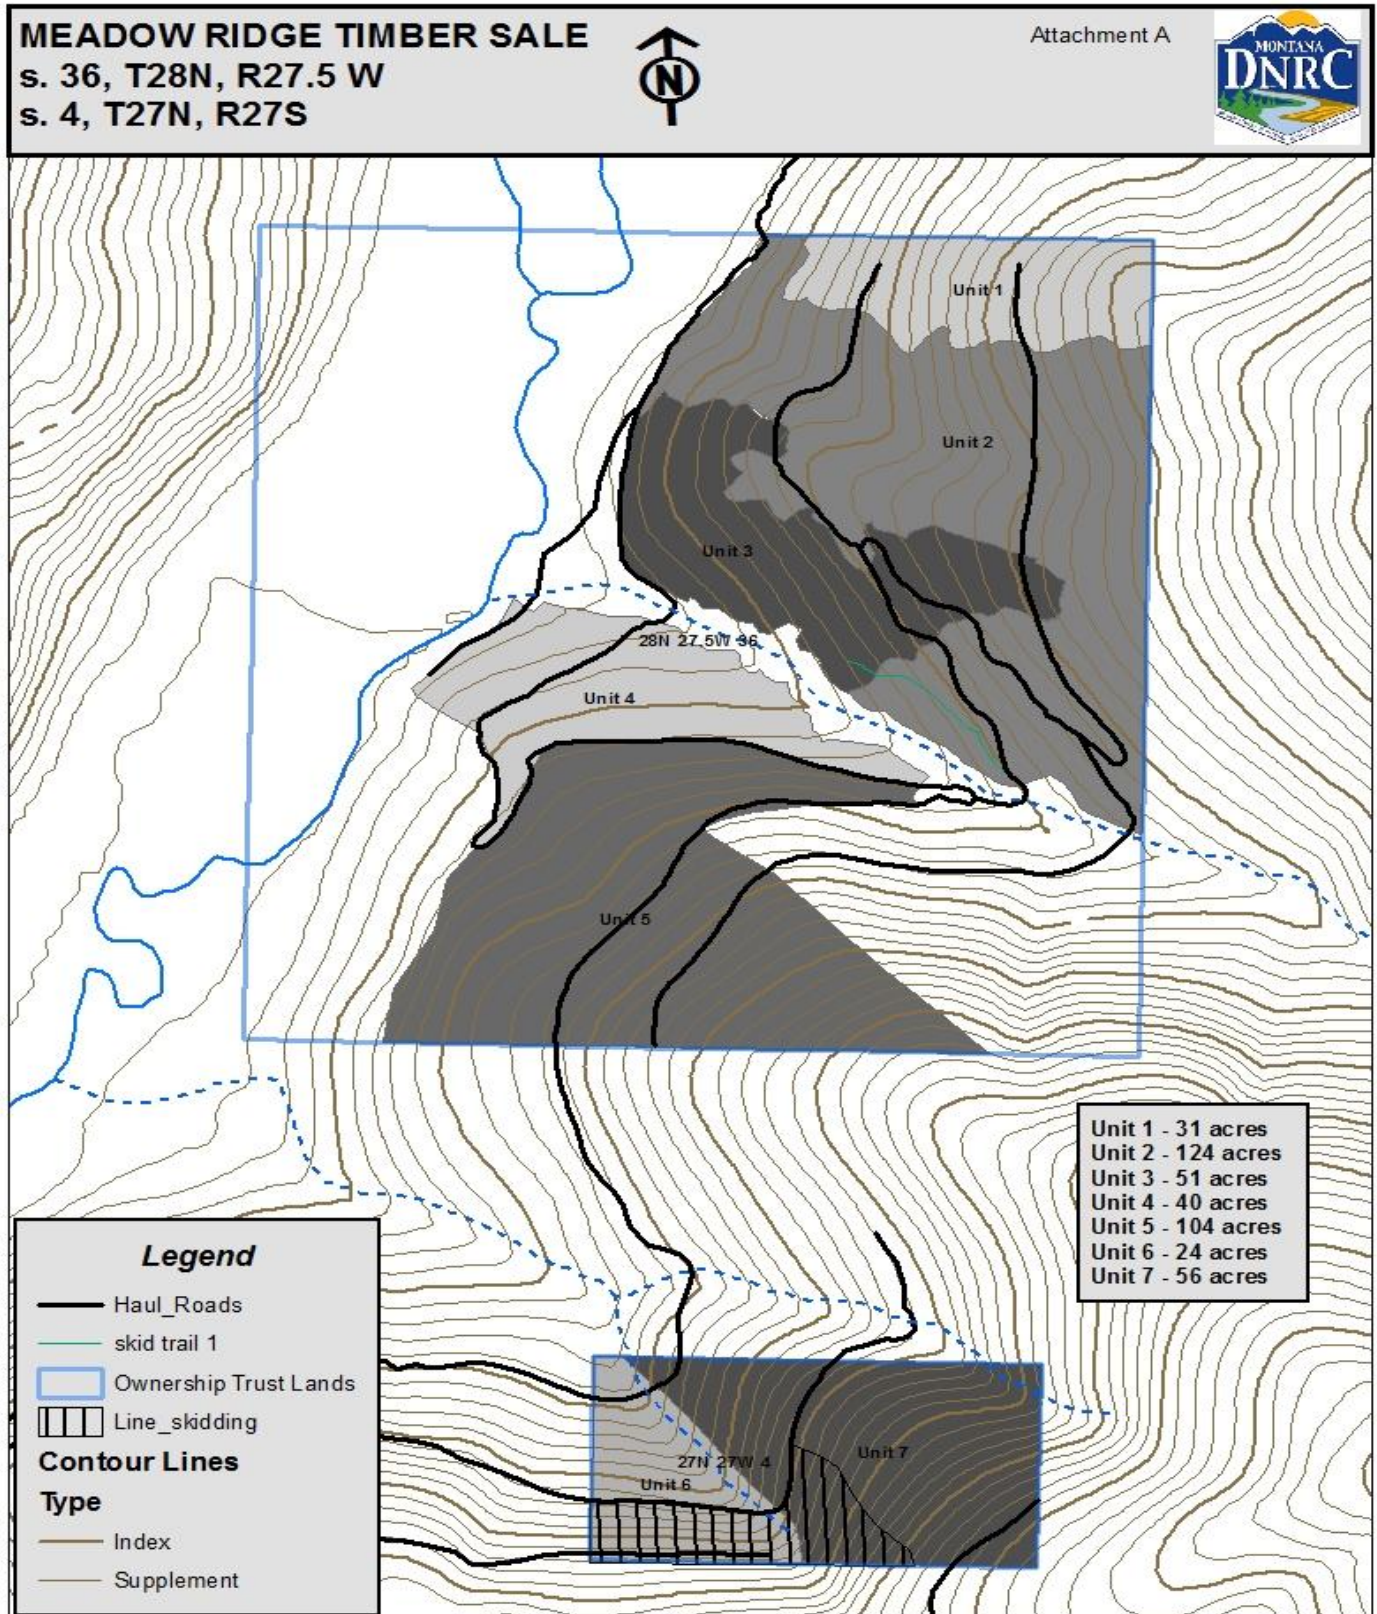 MEADOW RIDGE TIMBER SALE
s. 36, T28N, R27.5 W
s. 4, T27N, R27S
N
Attachment A
MONTANA
DNRC
Unit 1
Unit 2
Unit 3
28N 27.5W 36
Unit 4
Unit 5
Unit 1 - 31 acres
Unit 2 - 124 acres
Unit 3 - 51 acres
Unit 4 - 40 acres
Unit 5 - 104 acres
Unit 6 - 24 acres
Unit 7 - 56 acres
Unit 7
27N 27W 4
Unit 6
Legend
Haul_Roads
skid trail 1
Ownership Trust Lands
Line_skidding
Contour Lines
Type
Index
Supplement